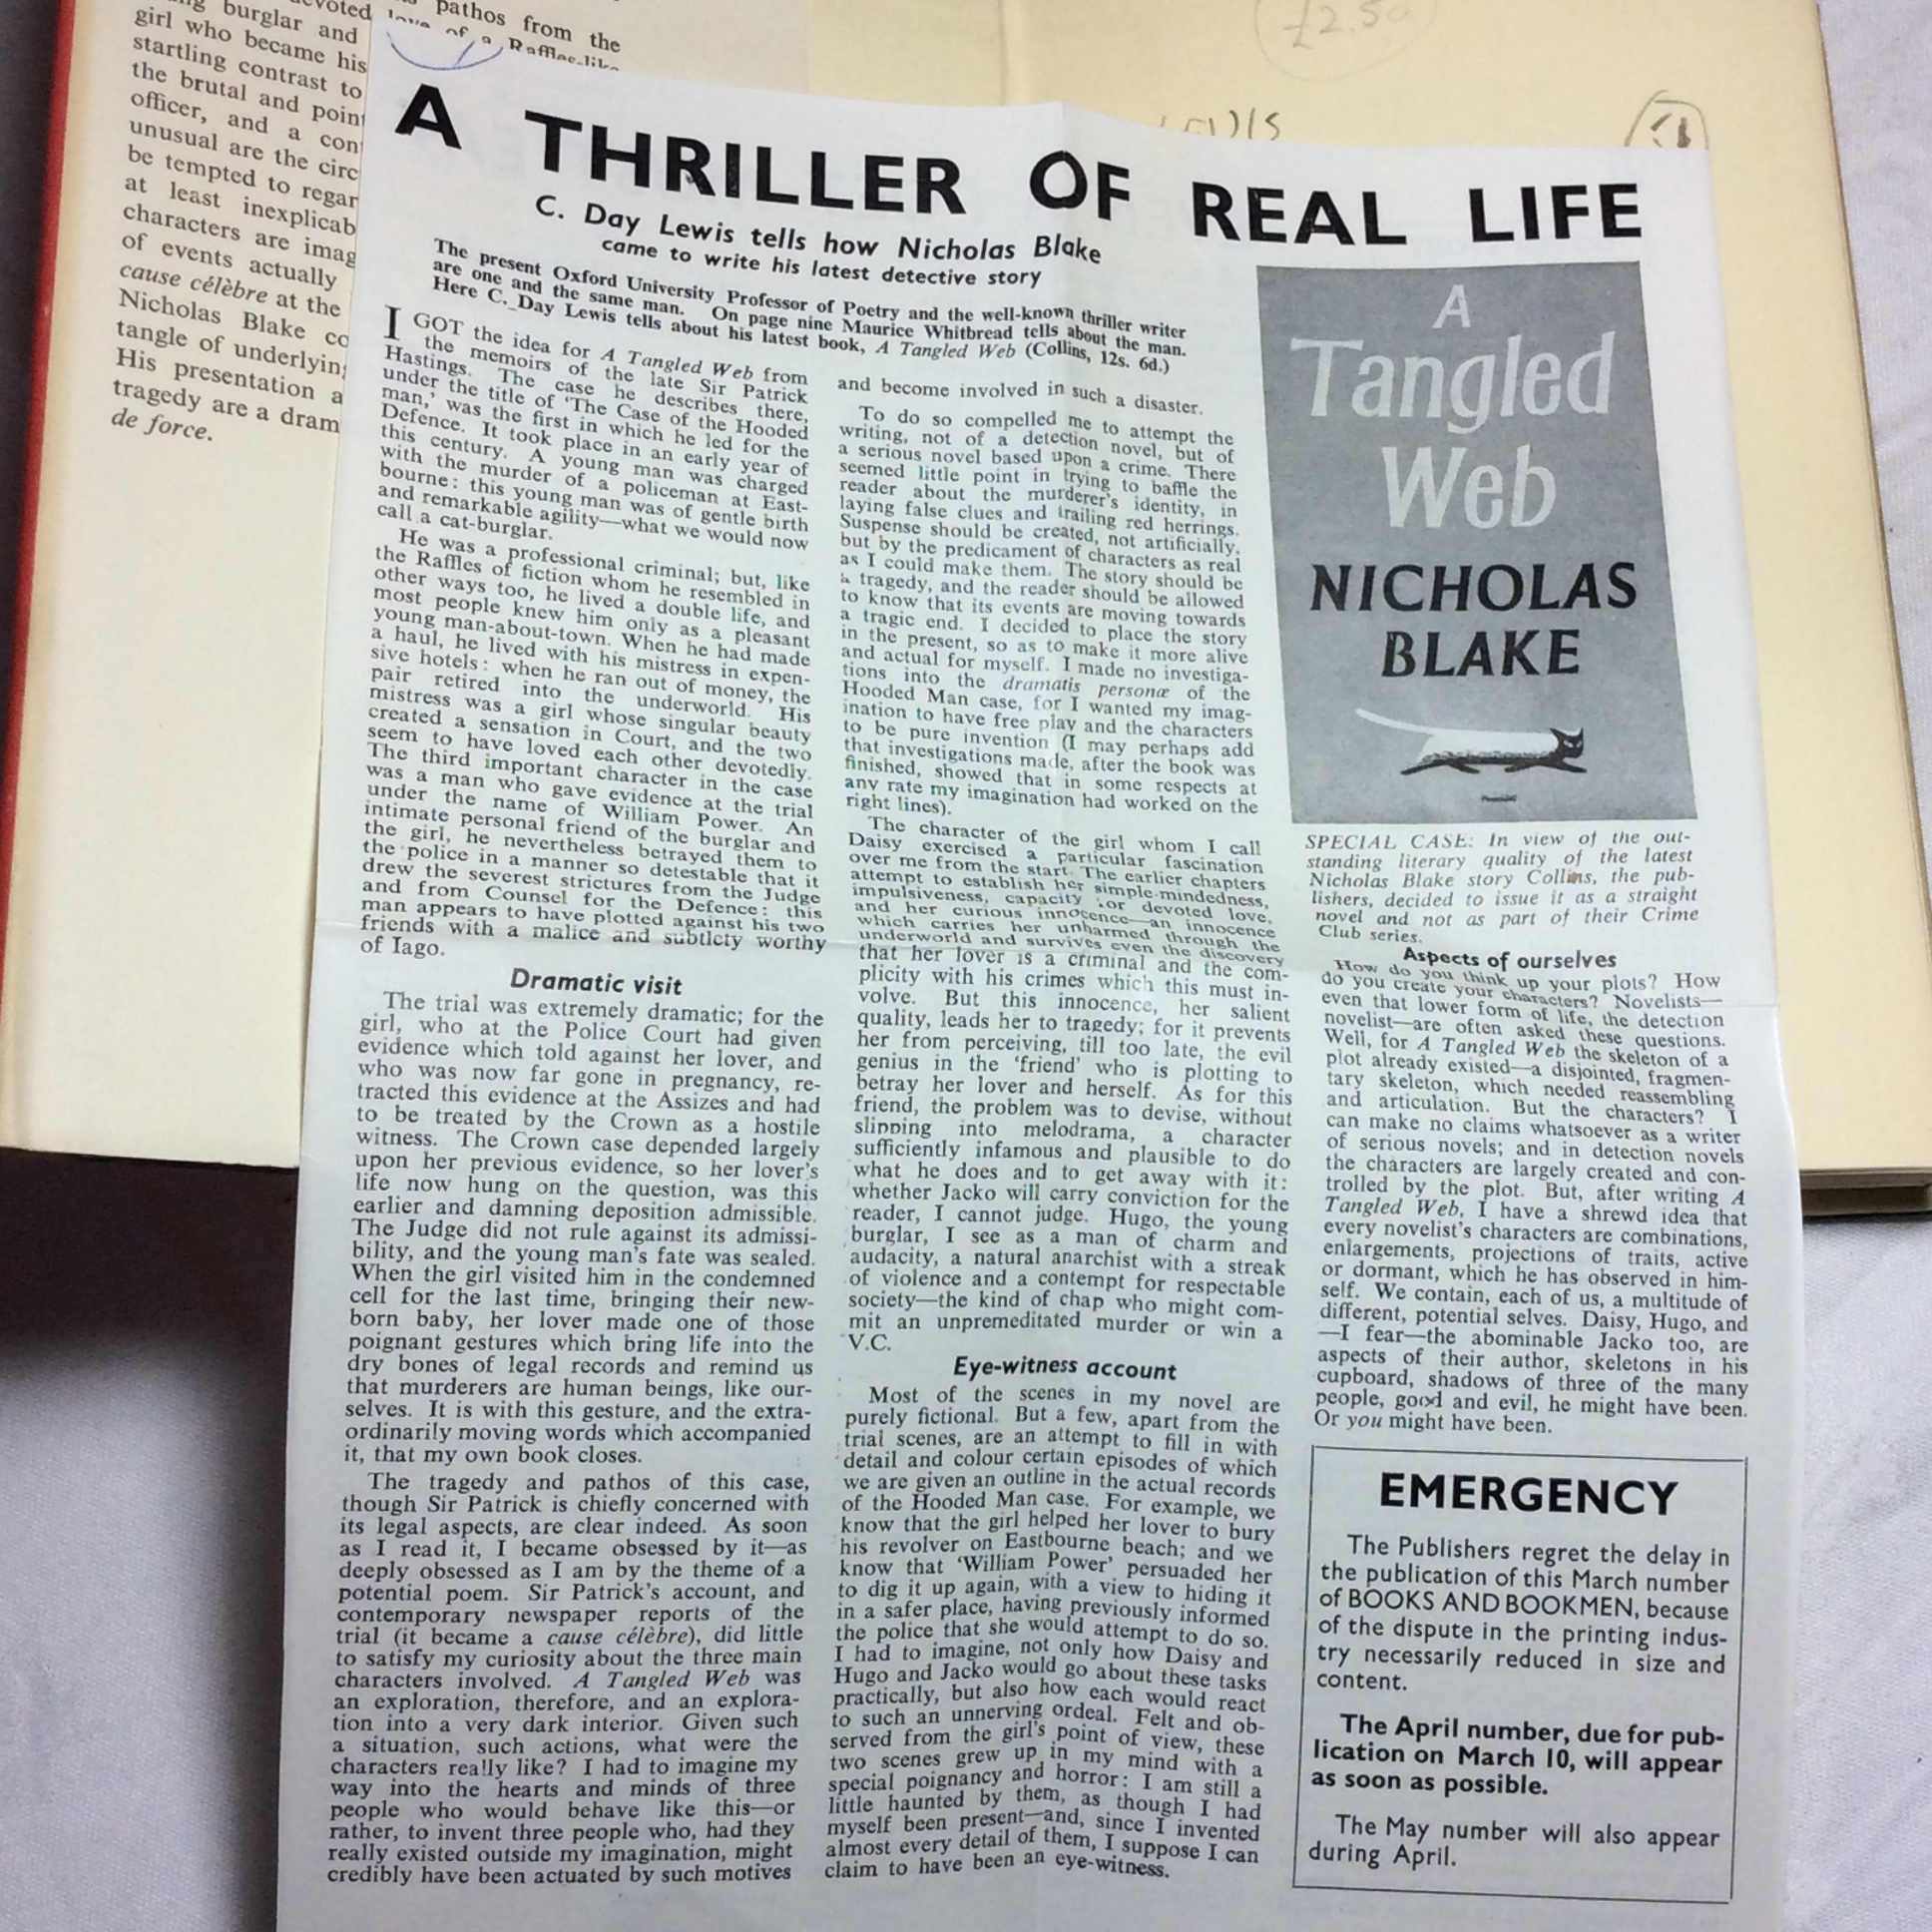 burglar and
girl who became his
startling contrast to
the brutal and
officer, and a
unusual are the
be tempted to
at least
characters are
of events actually
cause célèbre at the
Nicholas Blake
tangle of
His presentation a
tragedy are a
de force.
pathos from the
of a Raffles-like
£2.50
A THRILLER OF REAL LIFE
C. Day Lewis tells how Nicholas Blake
came to write his latest detective story
The present Oxford University Professor of Poetry and the well-known thriller writer
are one and the same man. On page nine Maurice Whitbread tells about the man.
Here C. Day Lewis tells about his latest book, A Tangled Web (Collins, 12s. 6d.)
I GOT the idea for A Tangled Web from
the memoirs of the late Sir Patrick
Hastings. The case he describes there,
under the title of 'The Case of the Hooded
man,' was the first in which he led for the
Defence. It took place in an early year of
this century. A young man was charged
with the murder of a policeman at East-
bourne: this young man was of gentle birth
and remarkable agility—what we would now
call a cat-burglar.
He was a professional criminal; but, like
the Raffles of fiction whom he resembled in
other ways too, he lived a double life, and
most people knew him only as a pleasant
young man-about-town. When he had made
a haul, he lived with his mistress in expen-
sive hotels: when he ran out of money, the
pair retired into the underworld. His
mistress was a girl whose singular beauty
created a sensation in Court, and the two
seem to have loved each other devotedly.
The third important character in the case
was a man who gave evidence at the trial
under the name of William Power. An
intimate personal friend of the burglar and
the girl, he nevertheless betrayed them to
the police in a manner so detestable that it
drew the severest strictures from the Judge
and from Counsel for the Defence: this
man appears to have plotted against his two
friends with a malice and subtlety worthy
of Iago.
Dramatic visit
The trial was extremely dramatic; for the
girl, who at the Police Court had given
evidence which told against her lover, and
who was now far gone in pregnancy, re-
tracted this evidence at the Assizes and had
to be treated by the Crown as a hostile
witness. The Crown case depended largely
upon her previous evidence, so her lover's
life now hung on the question, was this
earlier and damning deposition admissible.
The Judge did not rule against its admissi-
bility, and the young man's fate was sealed.
When the girl visited him in the condemned
cell for the last time, bringing their new-
born baby, her lover made one of those
poignant gestures which bring life into the
dry bones of legal records and remind us
that murderers are human beings, like our-
selves. It is with this gesture, and the extra-
ordinarily moving words which accompanied
it, that my own book closes.
The tragedy and pathos of this case,
though Sir Patrick is chiefly concerned with
its legal aspects, are clear indeed. As soon
as I read it, I became obsessed by it—as
deeply obsessed as I am by the theme of a
potential poem. Sir Patrick's account, and
contemporary newspaper reports of the
trial (it became a cause célèbre), did little
to satisfy my curiosity about the three main
characters involved. A Tangled Web was
an exploration, therefore, and an explora-
tion into a very dark interior. Given such
a situation, such actions, what were the
characters really like? I had to imagine my
way into the hearts and minds of three
people who would behave like this—or
rather, to invent three people who, had they
really existed outside my imagination, might
credibly have been actuated by such motives
and become involved in such a disaster.
To do so compelled me to attempt the
writing, not of a detection novel, but of
a serious novel based upon a crime. There
seemed little point in trying to baffle the
reader about the murderer's identity, in
laying false clues and trailing red herrings.
Suspense should be created, not artificially,
but by the predicament of characters as real
as I could make them. The story should be
a tragedy, and the reader should be allowed
to know that its events are moving towards
a tragic end. I decided to place the story
in the present, so as to make it more alive
and actual for myself. I made no investiga-
tions into the dramatis personæ of the
Hooded Man case, for I wanted my imag-
ination to have free play and the characters
to be pure invention (I may perhaps add
that investigations made, after the book was
finished, showed that in some respects at
any rate my imagination had worked on the
right lines).
The character of the girl whom I call
Daisy exercised a particular fascination
over me from the start. The earlier chapters
attempt to establish her simple-mindedness,
impulsiveness, capacity for devoted love,
and her curious innocence—an innocence
which carries her unharmed through the
underworld and survives even the discovery
that her lover is a criminal and the com-
plicity with his crimes which this must in-
volve. But this innocence, her salient
quality, leads her to tragedy; for it prevents
her from perceiving, till too late, the evil
genius in the 'friend' who is plotting to
betray her lover and herself. As for this
friend, the problem was to devise, without
slipping into melodrama, a character
sufficiently infamous and plausible to do
what he does and to get away with it:
whether Jacko will carry conviction for the
reader, I cannot judge. Hugo, the young
burglar, I see as a man of charm and
audacity, a natural anarchist with a streak
of violence and a contempt for respectable
society—the kind of chap who might com-
mit an unpremeditated murder or win a
V.C.
Eye-witness account
Most of the scenes in my novel are
purely fictional. But a few, apart from the
trial scenes, are an attempt to fill in with
detail and colour certain episodes of which
we are given an outline in the actual records
of the Hooded Man case. For example, we
know that the girl helped her lover to bury
his revolver on Eastbourne beach; and we
know that 'William Power' persuaded her
to dig it up again, with a view to hiding it
in a safer place, having previously informed
the police that she would attempt to do so.
I had to imagine, not only how Daisy and
Hugo and Jacko would go about these tasks
practically, but also how each would react
to such an unnerving ordeal. Felt and ob-
served from the girl's point of view, these
two scenes grew up in my mind with a
special poignancy and horror: I am still a
little haunted by them, as though I had
myself been present—and, since I invented
almost every detail of them, I suppose I can
claim to have been an eye-witness.
A
Tangled
Web
NICHOLAS
BLAKE
SPECIAL CASE: In view of the out-
standing literary quality of the latest
Nicholas Blake story Collins, the pub-
lishers, decided to issue it as a straight
novel and not as part of their Crime
Club series.
Aspects of ourselves
How do you think up your plots? How
do you create your characters? Novelists—
even that lower form of life, the detection
novelist—are often asked these questions.
Well, for A Tangled Web the skeleton of a
plot already existed—a disjointed, fragmen-
tary skeleton, which needed reassembling
and articulation. But the characters? I
can make no claims whatsoever as a writer
of serious novels; and in detection novels
the characters are largely created and con-
trolled by the plot. But, after writing A
Tangled Web, I have a shrewd idea that
every novelist's characters are combinations,
enlargements, projections of traits, active
or dormant, which he has observed in him-
self. We contain, each of us, a multitude of
different, potential selves. Daisy, Hugo, and
—I fear—the abominable Jacko too, are
aspects of their author, skeletons in his
cupboard, shadows of three of the many
people, good and evil, he might have been.
Or you might have been.
EMERGENCY
The Publishers regret the delay in
the publication of this March number
of BOOKS AND BOOKMEN, because
of the dispute in the printing indus-
try necessarily reduced in size and
content.
The April number, due for pub-
lication on March 10, will appear
as soon as possible.
The May number will also appear
during April.